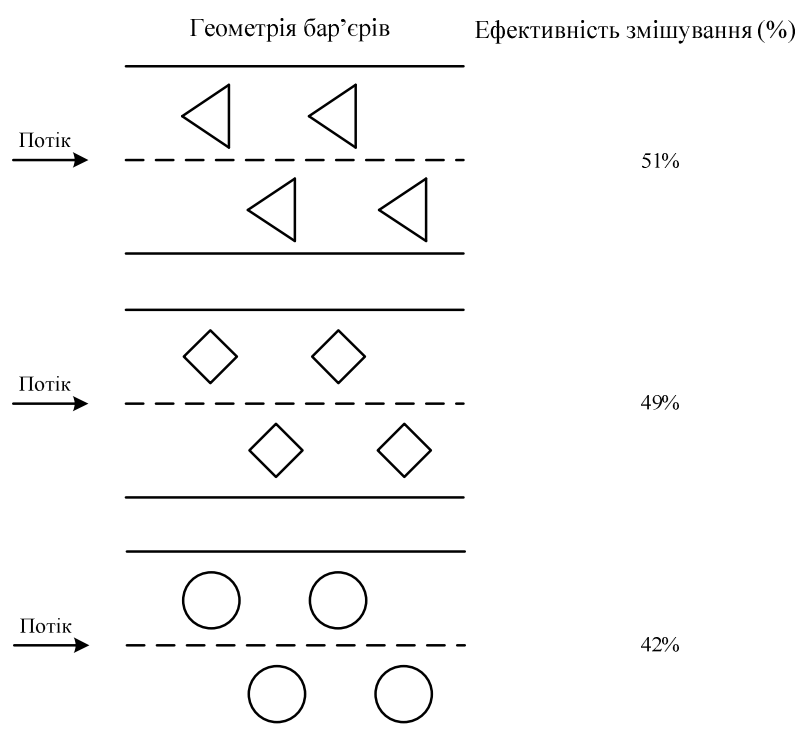 Геометрія бар’єрів
Ефективність змішування (%)
Потік
51%
Потік
49%
Потік
42%